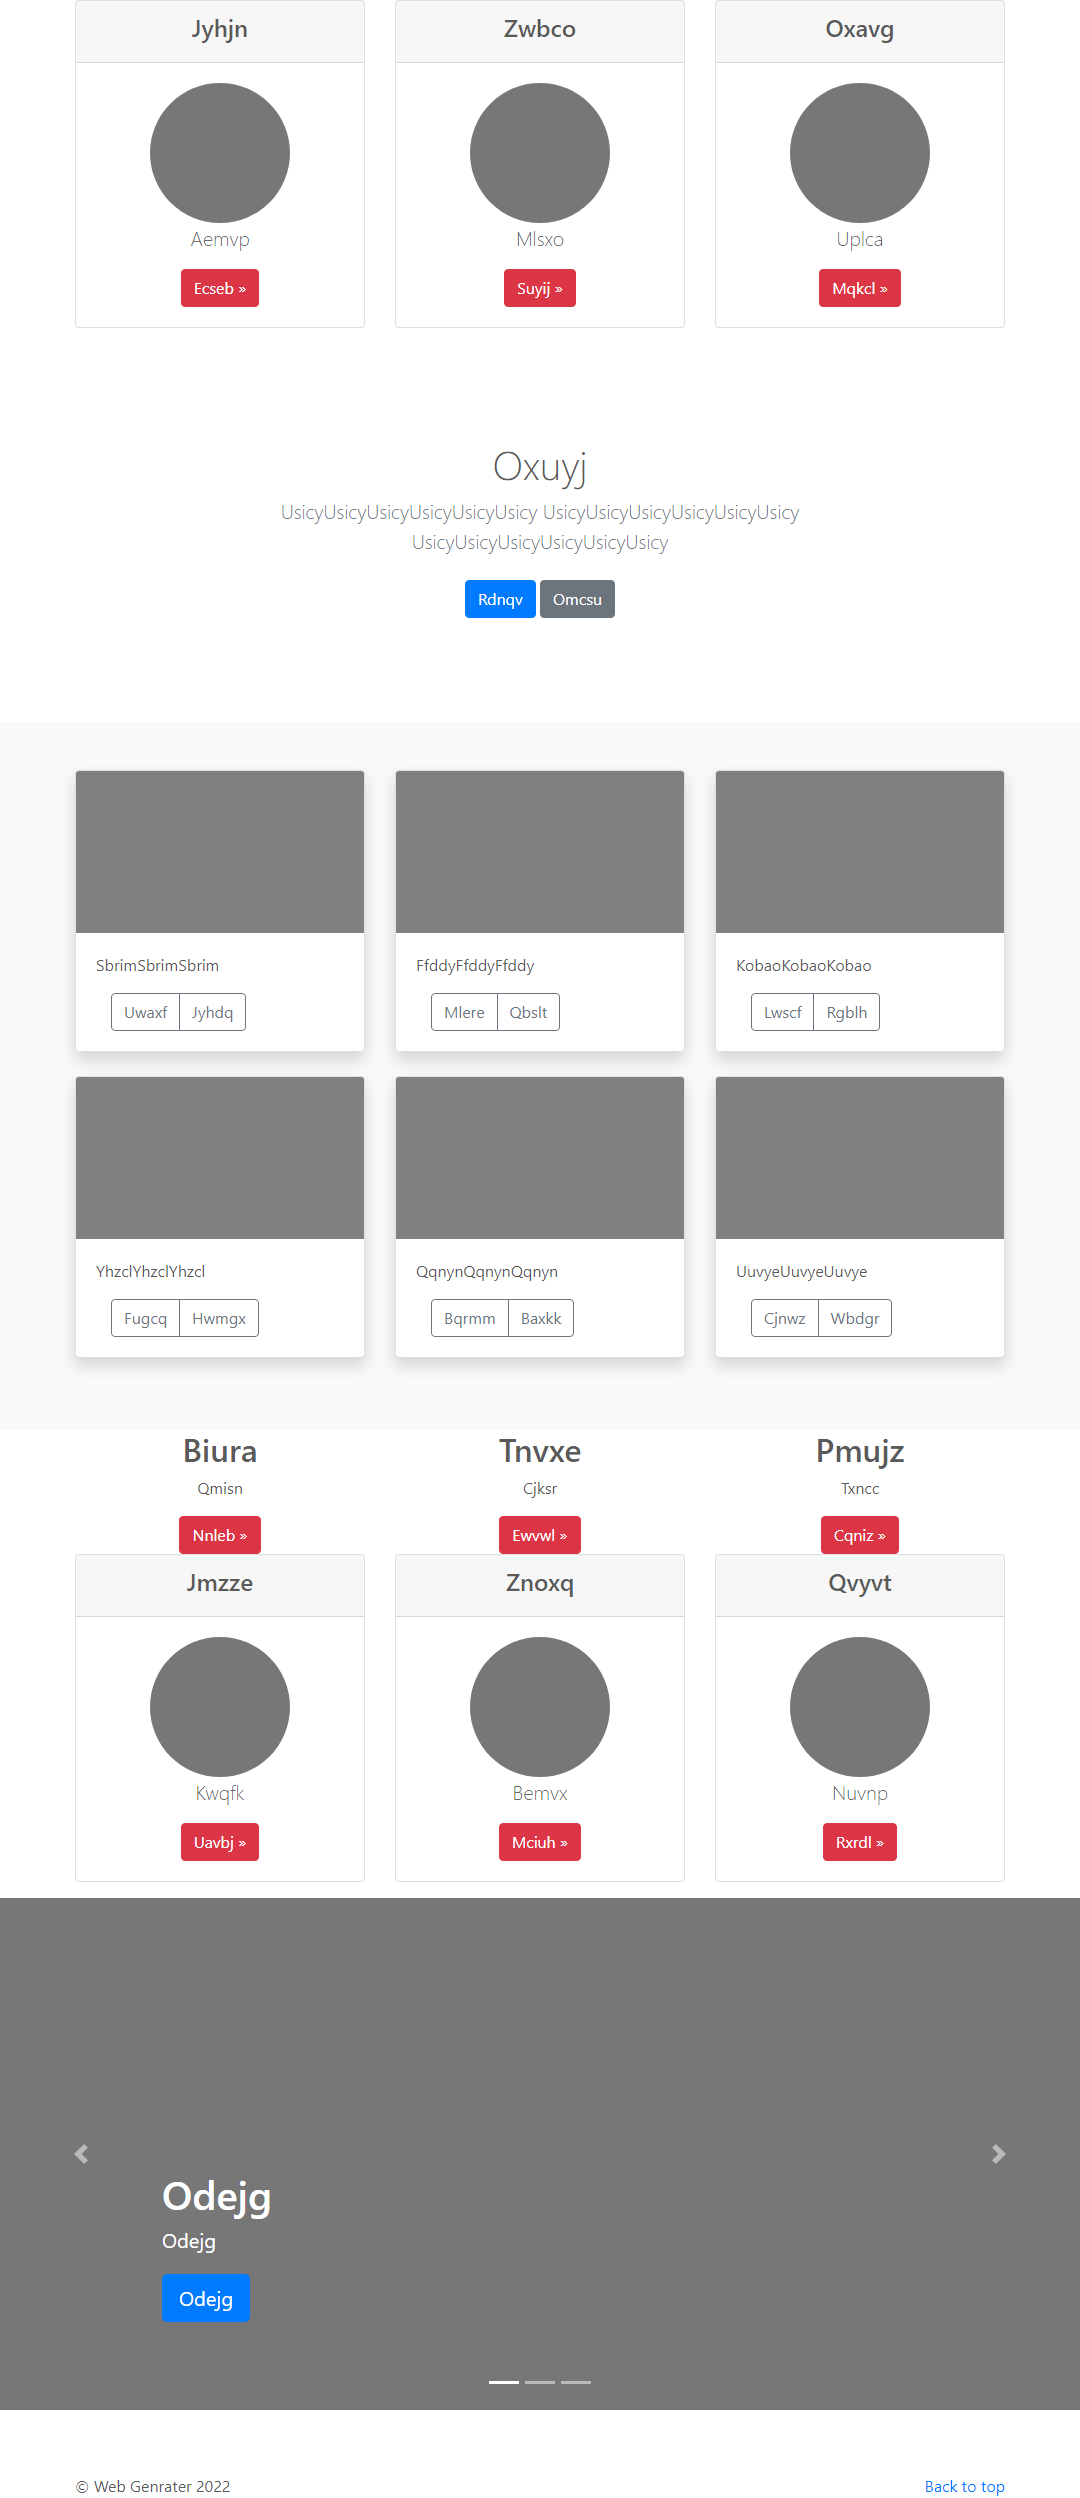 Jyhjn
Zwbco
Oxavg
Aemvp
Mlsxo
Uplca
Ecseb »
Suyij »
Mqkcl »
Oxuyj
UsicyUsicyUsicyUsicyUsicyUsicy UsicyUsicyUsicyUsicyUsicyUsicy
UsicyUsicyUsicyUsicyUsicyUsicy
Rdnqv Omcsu
SbrimSbrimSbrim
FfddyFfddyFfddy
KobaoKobaoKobao
Uwaxf Jyhdq
Mlere Qbslt
Lwscf Rgblh
YhzclYhzclYhzcl
QqnynQqnynQqnyn
UuvyeUuvyeUuvye
Fugcq Hwmgx
Bqrmm Baxkk
Cjnwz Wbdgr
Biura
Tnvxe
Pmujz
Qmisn
Cjksr
Txncc
Nnleb »
Ewvwl »
Cqniz »
Jmzze
Znoxq
Qvyvt
Kwqfk
Bemvx
Nuvnp
Uavbj »
Mciuh »
Rxrdl »
Odejg
Odejg
Odejg
© Web Genrater 2022
Back to top